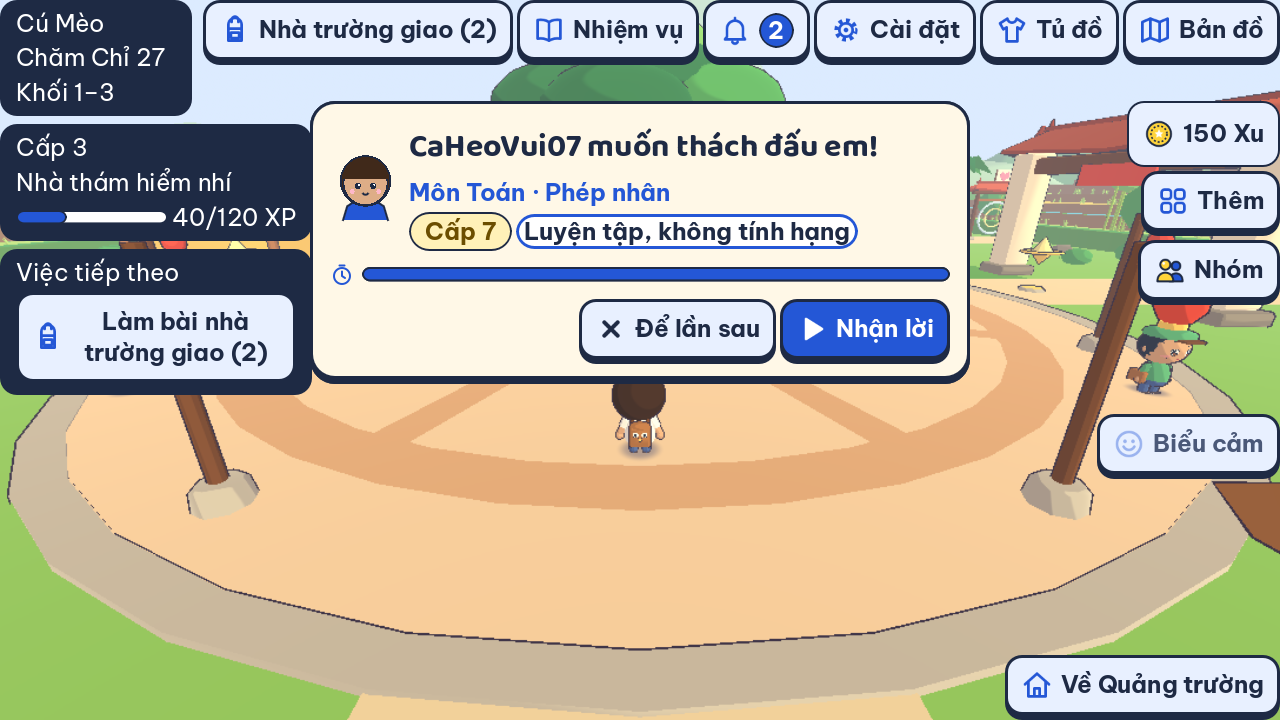 Cú Mèo
Chăm Chỉ 27
Khối 1–3
Nhà trường giao (2)
Nhiệm vụ
2
Cài đặt
Tủ đồ
Bản đồ
Cấp 3
Nhà thám hiểm nhí
40/120 XP
Việc tiếp theo
Làm bài nhà
trường giao (2)
CaHeoVui07 muốn thách đấu em!
Môn Toán · Phép nhân
Cấp 7
Luyện tập, không tính hạng
Để lần sau
Nhận lời
150 Xu
Thêm
Nhóm
Biểu cảm
Về Quảng trường